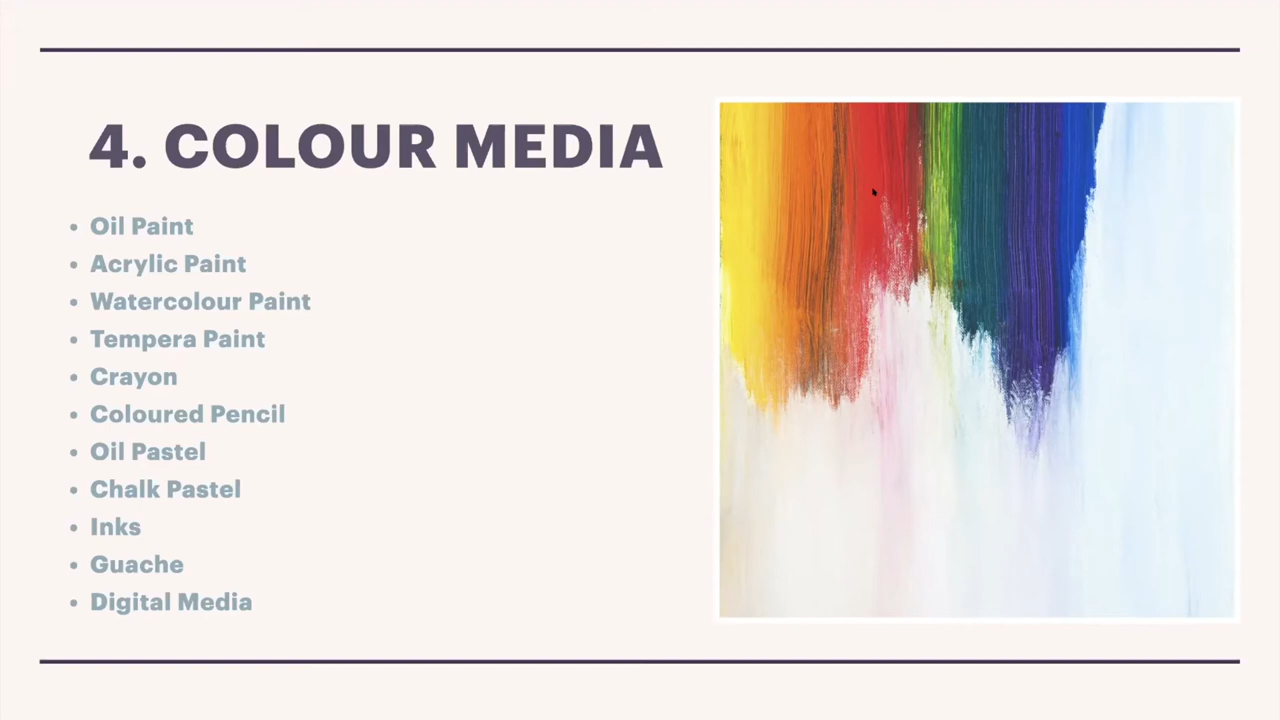 4. COLOUR MEDIA
• Oil Paint
• Acrylic Paint
• Watercolour Paint
• Tempera Paint
• Crayon
• Coloured Pencil
• Oil Pastel
• Chalk Pastel
• Inks
• Guache
• Digital Media